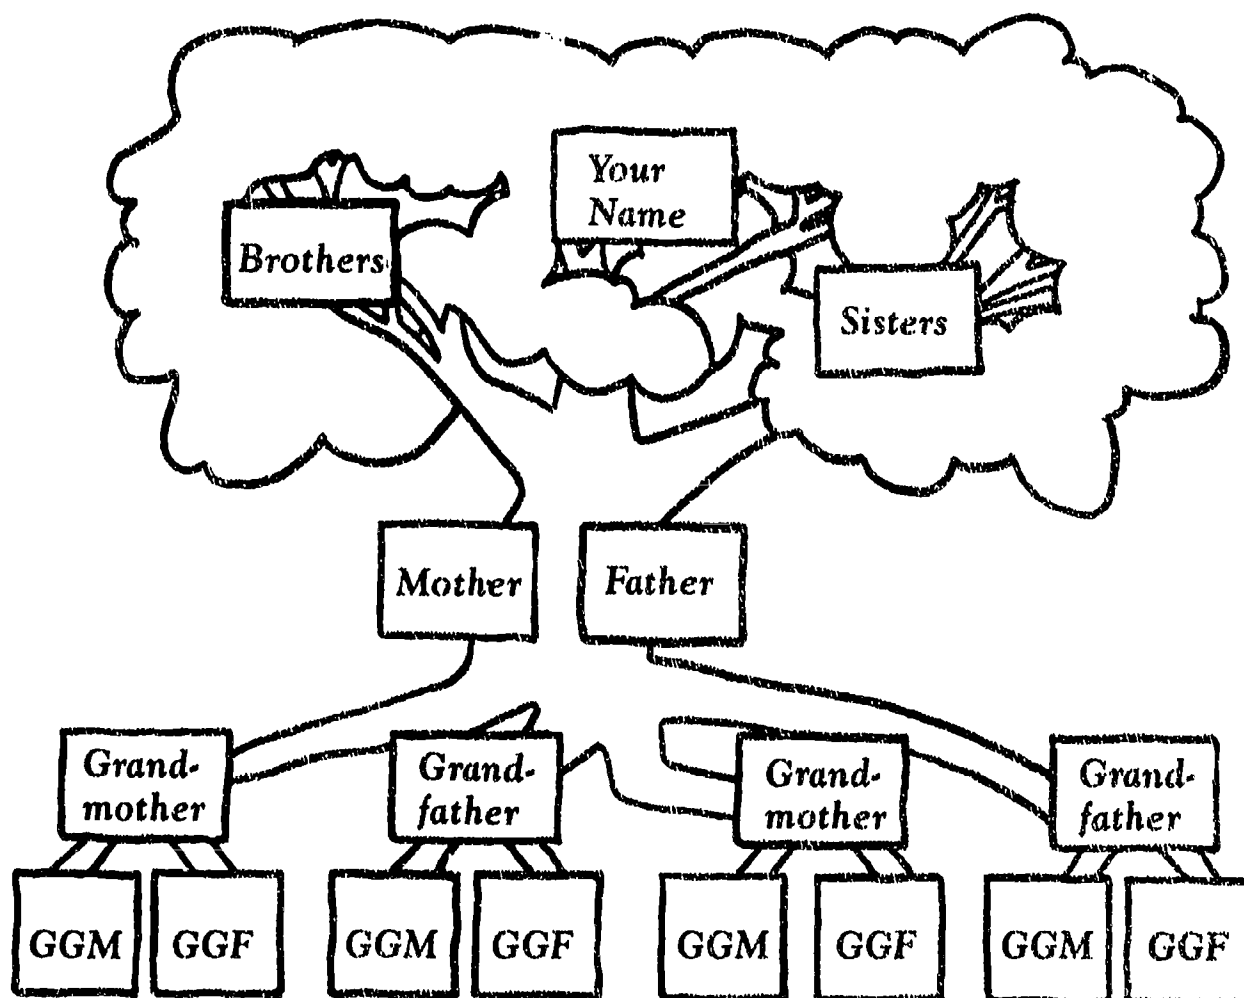 Your
Name
Brothers
Sisters
Mother
Father
Grand-
mother
Grand-
father
Grand-
mother
Grand-
father
GGM
GGF
GGM
GGF
GGM
GGF
GGM
GGF